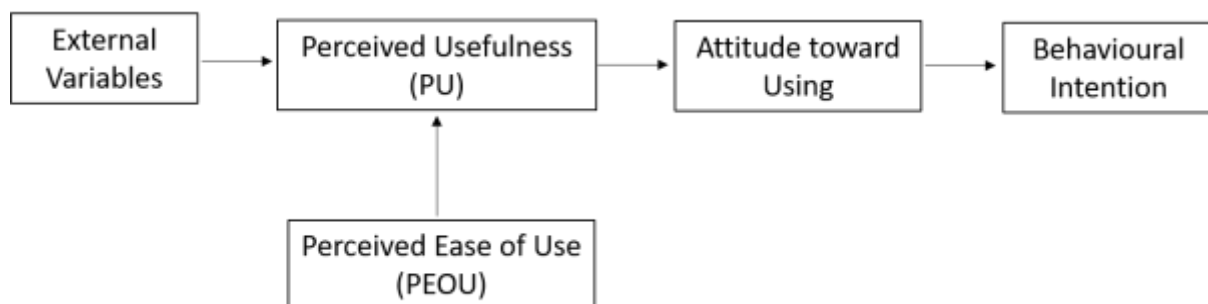 External
Variables
Perceived Usefulness
(PU)
Attitude toward
Using
Behavioural
Intention
Perceived Ease of Use
(PEOU)